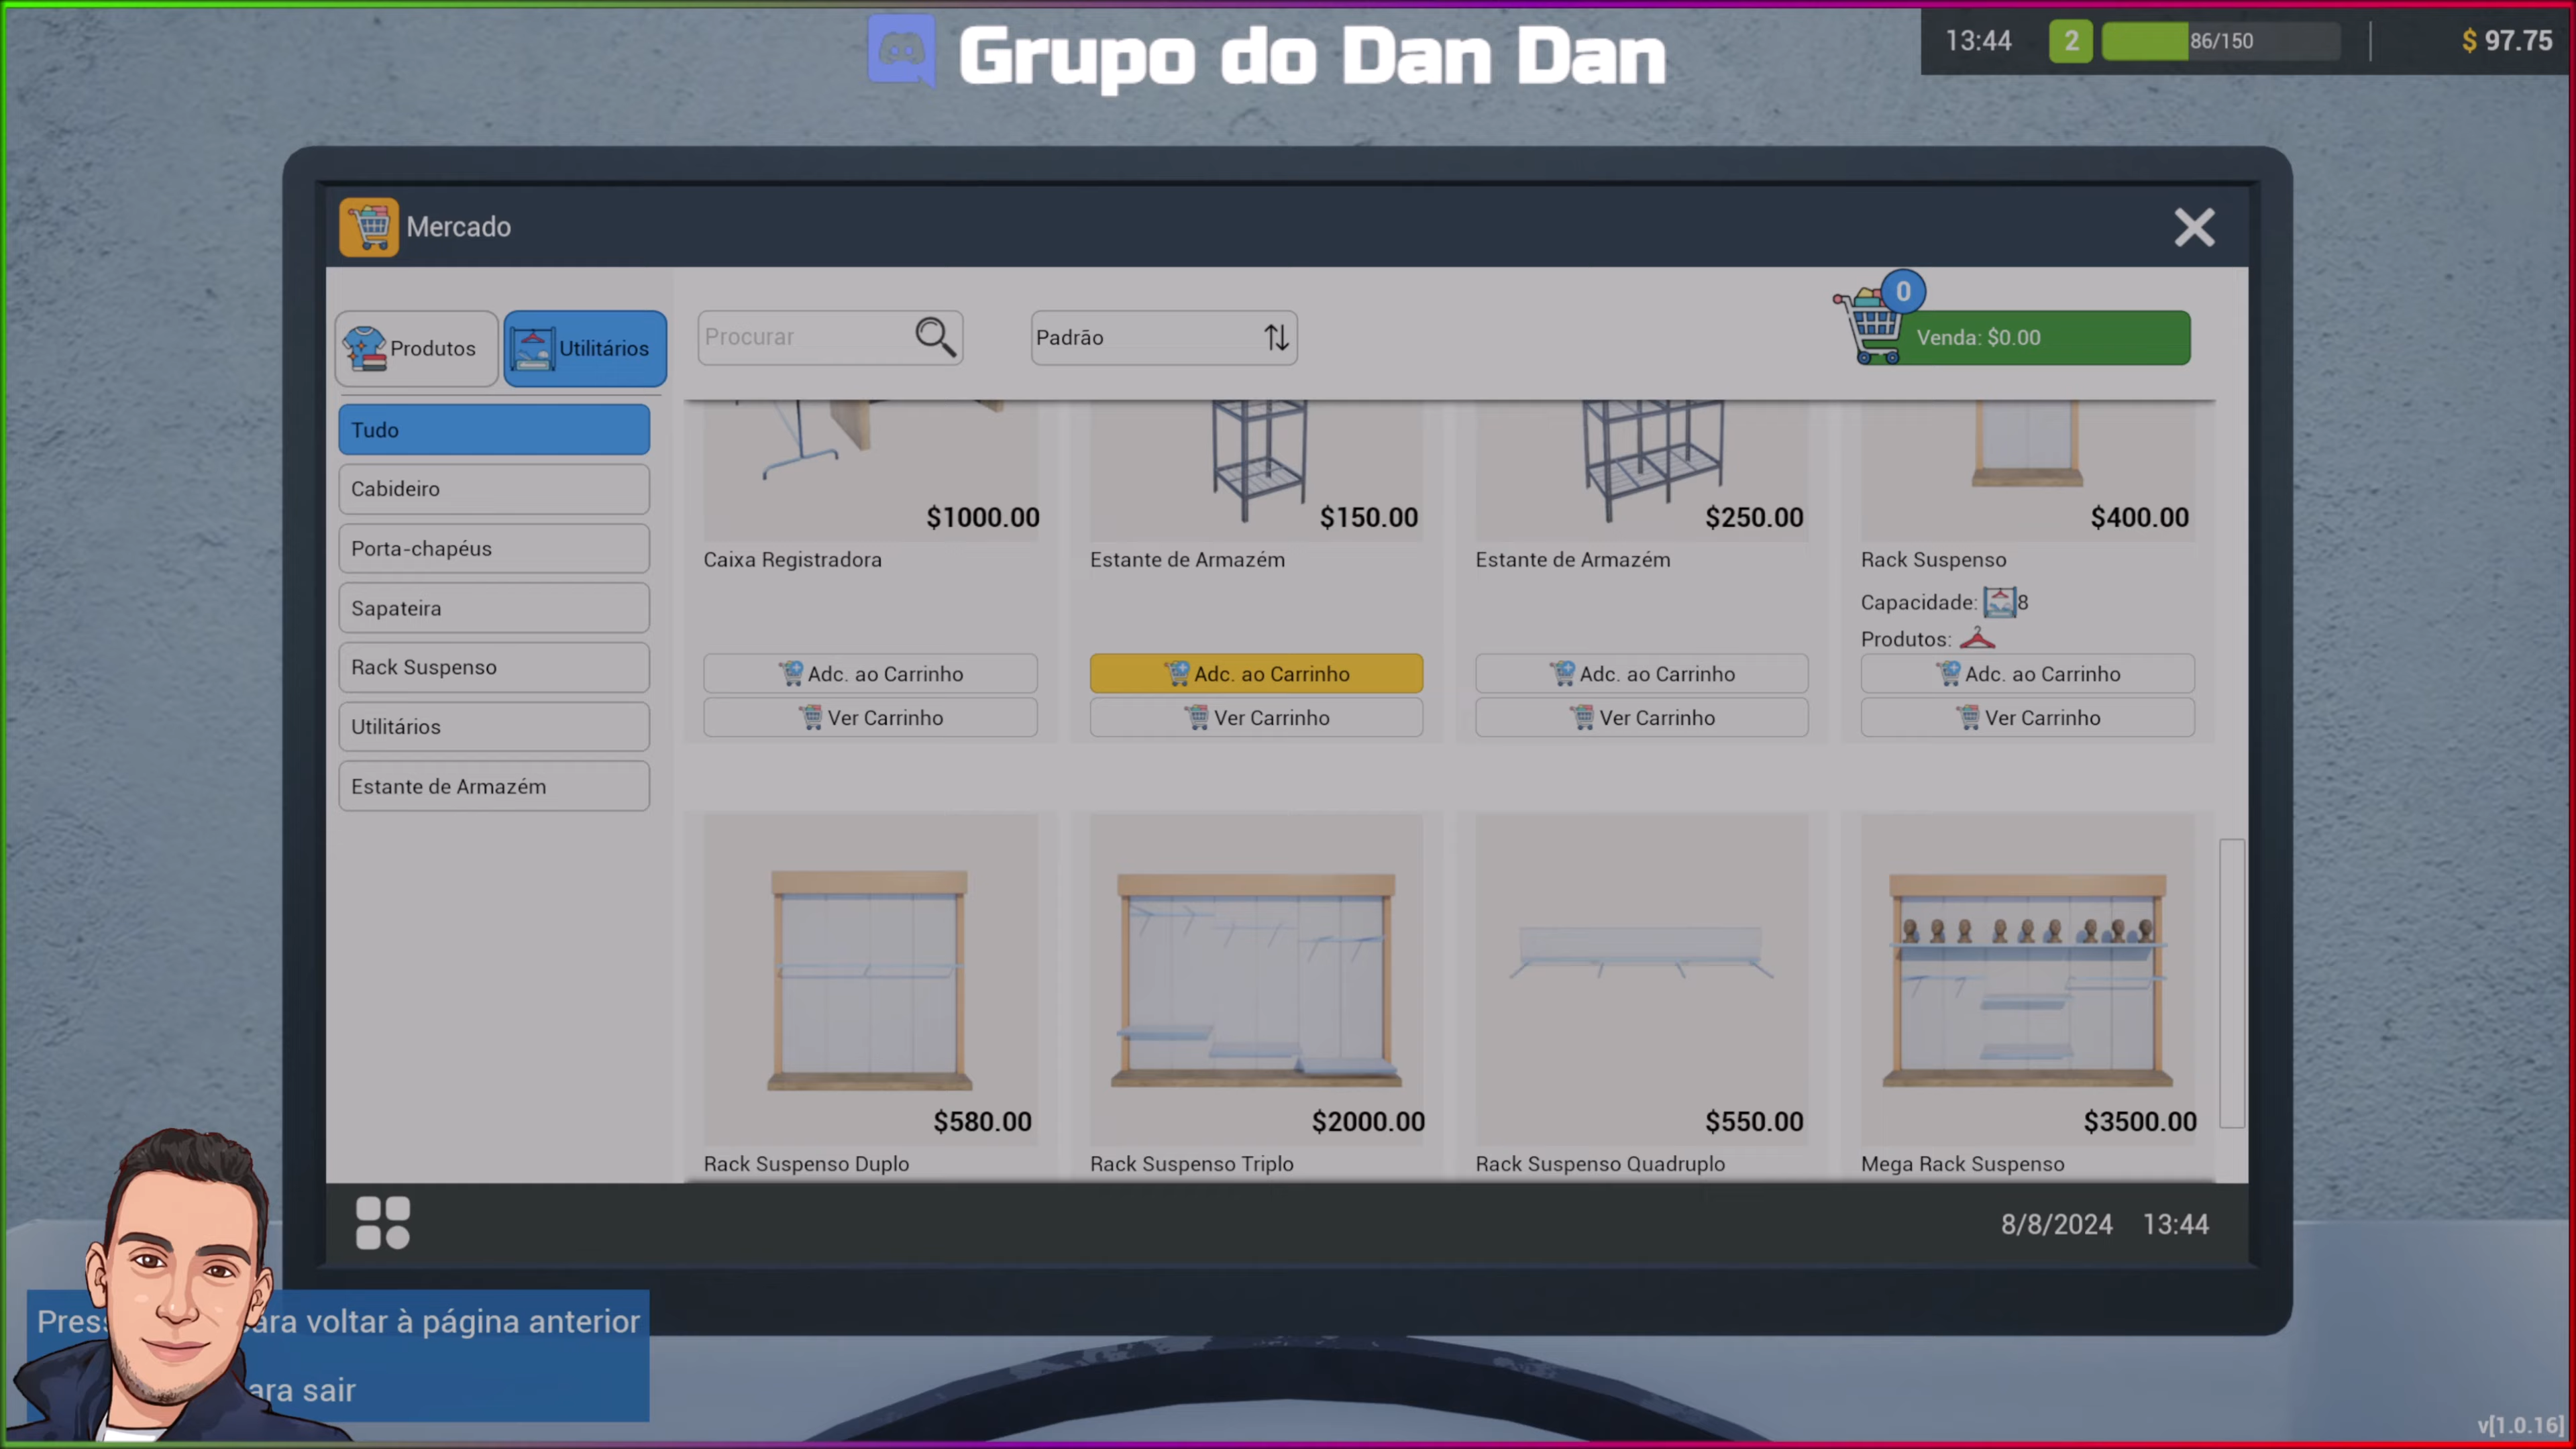 Grupo do Dan Dan
13:44 2 86/150 $ 97.75
Mercado
Produtos Utilitários
Procurar
Padrão
0
Venda: $0.00
Tudo
Cabideiro
Porta-chapéus
Sapateira
Rack Suspenso
Utilitários
Estante de Armazém
$1000.00 $150.00 $250.00 $400.00
Caixa Registradora Estante de Armazém Estante de Armazém Rack Suspenso
Capacidade: 8
Produtos:
Adc. ao Carrinho Adc. ao Carrinho Adc. ao Carrinho Adc. ao Carrinho
Ver Carrinho Ver Carrinho Ver Carrinho Ver Carrinho
$580.00 $2000.00 $550.00 $3500.00
Rack Suspenso Duplo Rack Suspenso Triplo Rack Suspenso Quadruplo Mega Rack Suspenso
8/8/2024 13:44
voltar à página anterior
sair
v[1.0.16]